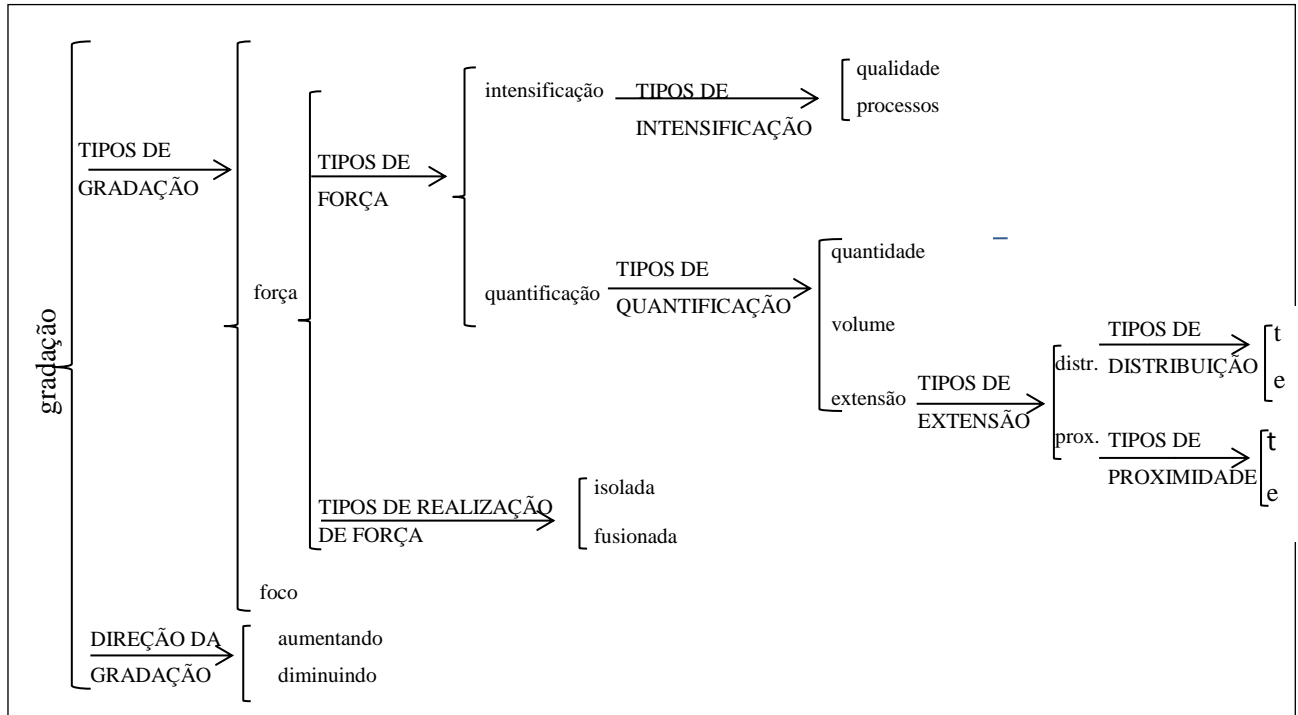 gradação
TIPOS DE
GRADAÇÃO
força
TIPOS DE
FORÇA
intensificação
TIPOS DE
INTENSIFICAÇÃO
qualidade
processos
quantificação
TIPOS DE
QUANTIFICAÇÃO
quantidade
volume
extensão
TIPOS DE
EXTENSÃO
distr.
TIPOS DE
DISTRIBUIÇÃO
t
e
prox.
TIPOS DE
PROXIMIDADE
t
e
TIPOS DE REALIZAÇÃO
DE FORÇA
isolada
fusionada
foco
DIREÇÃO DA
GRADAÇÃO
aumentando
diminuindo